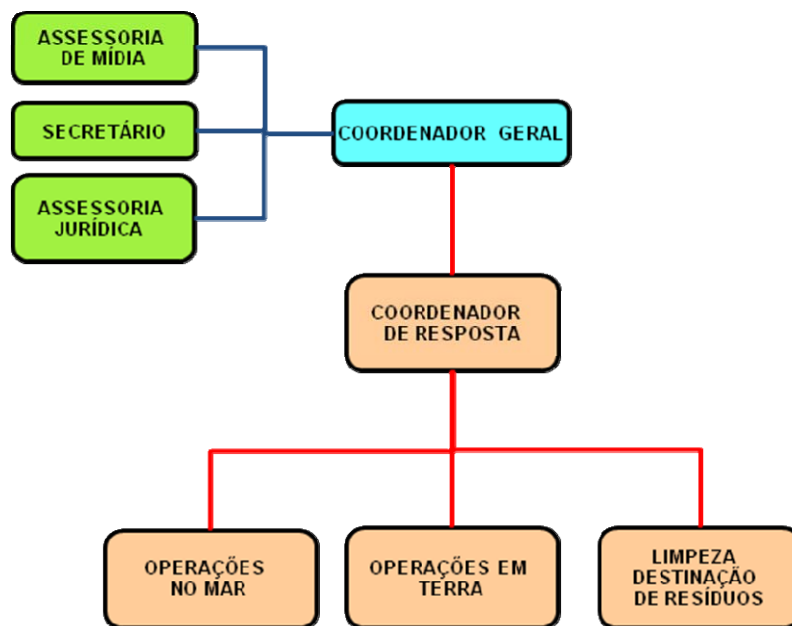 ASSESSORIA
DE MÍDIA
SECRETÁRIO
COORDENADOR GERAL
ASSESSORIA
JURÍDICA
COORDENADOR
DE RESPOSTA
OPERAÇÕES
NO MAR
OPERAÇÕES EM
TERRA
LIMPEZA
DESTINAÇÃO
DE RESÍDUOS